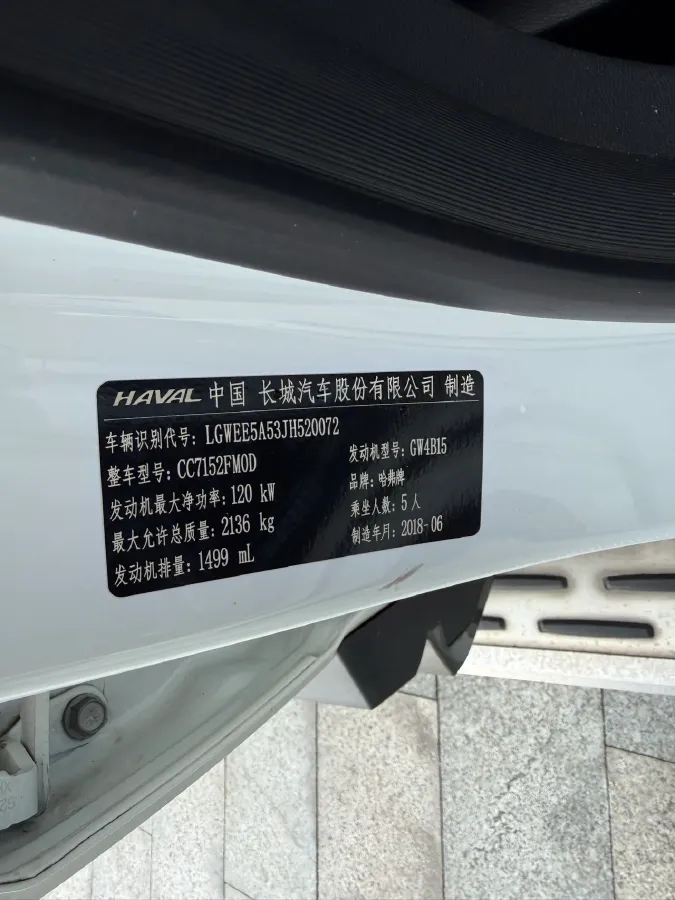 HAVAL 中国 长城汽车股份有限公司 制造
车辆识别代号: LGWEE5A53JH520072
整车型号: CC7152FM0D 发动机型号: GW4B15
发动机最大净功率: 120 kW 品牌: 哈弗牌
最大允许总质量: 2136 kg 乘坐人数: 5 人
发动机排量: 1499 mL 制造年月: 2018-06